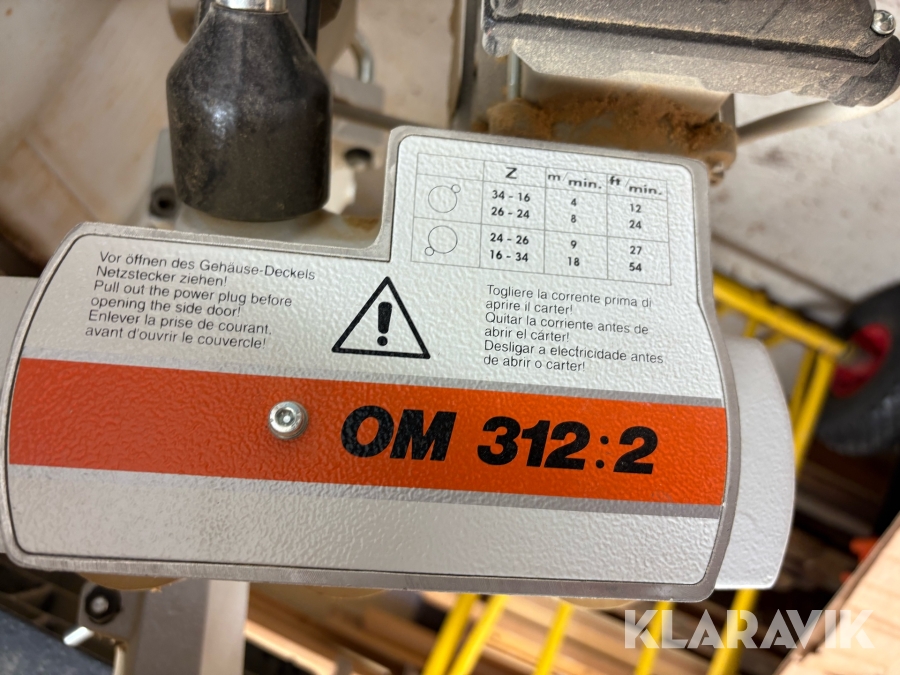 Z m/min. ft/min.
34 - 16 4 12
26 - 24 8 24
24 - 26 9 27
16 - 34 18 54
Vor öffnen des Gehäuse-Deckels
Netzstecker ziehen!
Pull out the power plug before
opening the side door!
Enlever la prise de courant.
avant d'ouvrir le couvercle!
!
Togliere la corrente prima di
aprire il carter!
Quitar la corriente antes de
abrir el cárter!
Desligar a electricidade antes
de abrir o carter!
OM 312:2
KLARAVIK